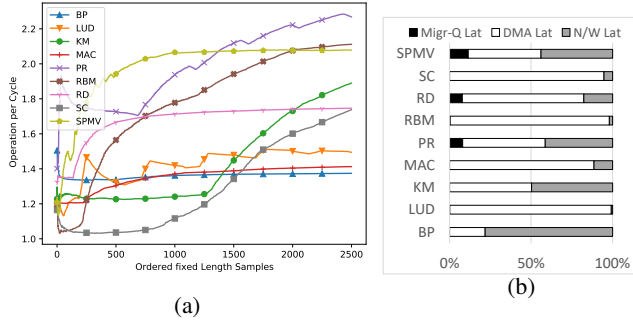 BP
LUD
KM
MAC
PR
RBM
RD
SC
SPMV
Operation per Cycle
2.2
2.0
1.8
1.6
1.4
1.2
1.0
0 500 1000 1500 2000 2500
Ordered fixed Length Samples
(a)
Migr-Q Lat DMA Lat N/W Lat
SPMV
SC
RD
RBM
PR
MAC
KM
LUD
BP
0% 50% 100%
(b)